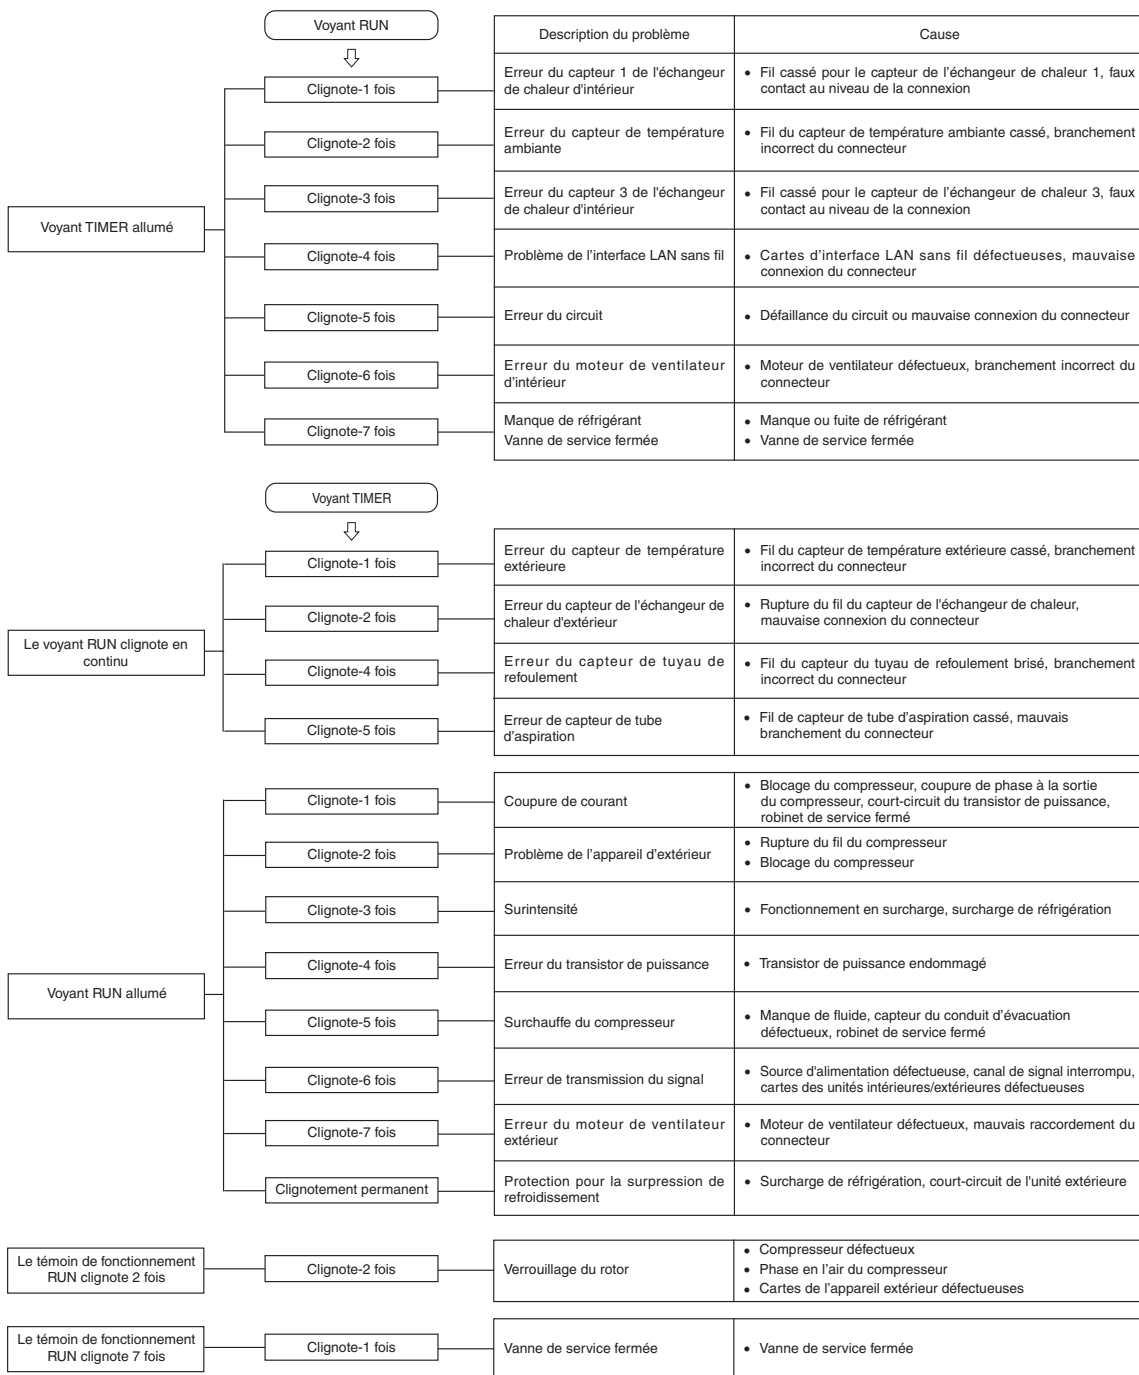 Voyant RUN
Description du problème
Cause
Voyant TIMER allumé
Clignote-1 fois
Erreur du capteur 1 de l'échangeur
de chaleur d'intérieur
• Fil cassé pour le capteur de l'échangeur de chaleur 1, faux
contact au niveau de la connexion
Clignote-2 fois
Erreur du capteur de température
ambiante
• Fil du capteur de température ambiante cassé, branchement
incorrect du connecteur
Clignote-3 fois
Erreur du capteur 3 de l'échangeur
de chaleur d'intérieur
• Fil cassé pour le capteur de l'échangeur de chaleur 3, faux
contact au niveau de la connexion
Clignote-4 fois
Problème de l'interface LAN sans fil
• Cartes d'interface LAN sans fil défectueuses, mauvaise
connexion du connecteur
Clignote-5 fois
Erreur du circuit
• Défaillance du circuit ou mauvaise connexion du connecteur
Clignote-6 fois
Erreur du moteur de ventilateur
d'intérieur
• Moteur de ventilateur défectueux, branchement incorrect du
connecteur
Clignote-7 fois
Manque de réfrigérant
Vanne de service fermée
• Manque ou fuite de réfrigérant
• Vanne de service fermée
Voyant TIMER
Le voyant RUN clignote en
continu
Clignote-1 fois
Erreur du capteur de température
extérieure
• Fil du capteur de température extérieure cassé, branchement
incorrect du connecteur
Clignote-2 fois
Erreur du capteur de l'échangeur de
chaleur d'extérieur
• Rupture du fil du capteur de l'échangeur de chaleur,
mauvaise connexion du connecteur
Clignote-4 fois
Erreur du capteur de tuyau de
refoulement
• Fil du capteur du tuyau de refoulement brisé, branchement
incorrect du connecteur
Clignote-5 fois
Erreur de capteur de tube
d'aspiration
• Fil de capteur de tube d'aspiration cassé, mauvais
branchement du connecteur
Voyant RUN allumé
Clignote-1 fois
Coupure de courant
• Blocage du compresseur, coupure de phase à la sortie
du compresseur, court-circuit du transistor de puissance,
robinet de service fermé
Clignote-2 fois
Problème de l'appareil d'extérieur
• Rupture du fil du compresseur
• Blocage du compresseur
Clignote-3 fois
Surintensité
• Fonctionnement en surcharge, surcharge de réfrigération
Clignote-4 fois
Erreur du transistor de puissance
• Transistor de puissance endommagé
Clignote-5 fois
Surchauffe du compresseur
• Manque de fluide, capteur du conduit d'évacuation
défectueux, robinet de service fermé
Clignote-6 fois
Erreur de transmission du signal
• Source d'alimentation défectueuse, canal de signal interrompu,
cartes des unités intérieures/extérieures défectueuses
Clignote-7 fois
Erreur du moteur de ventilateur
extérieur
• Moteur de ventilateur défectueux, mauvais raccordement du
connecteur
Clignotement permanent
Protection pour la surpression de
refroidissement
• Surcharge de réfrigération, court-circuit de l'unité extérieure
Le témoin de fonctionnement
RUN clignote 2 fois
Clignote-2 fois
Verrouillage du rotor
• Compresseur défectueux
• Phase en l'air du compresseur
• Cartes de l'appareil extérieur défectueuses
Le témoin de fonctionnement
RUN clignote 7 fois
Clignote-1 fois
Vanne de service fermée
• Vanne de service fermée